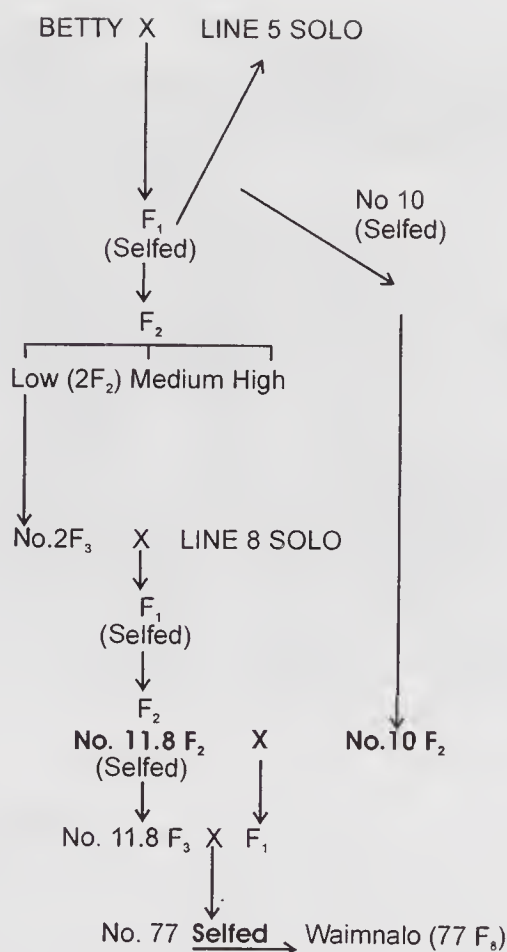 BETTY X LINE 5 SOLO
No 10
(Selfed)
F₁
(Selfed)
F₂
Low (2F₂) Medium High
No.2F₃ X LINE 8 SOLO
F₁
(Selfed)
F₂
No. 11.8 F₂ X No.10 F₂
(Selfed)
No. 11.8 F₃ X F₁
No. 77 Selfed Waimnalo (77 F₈)